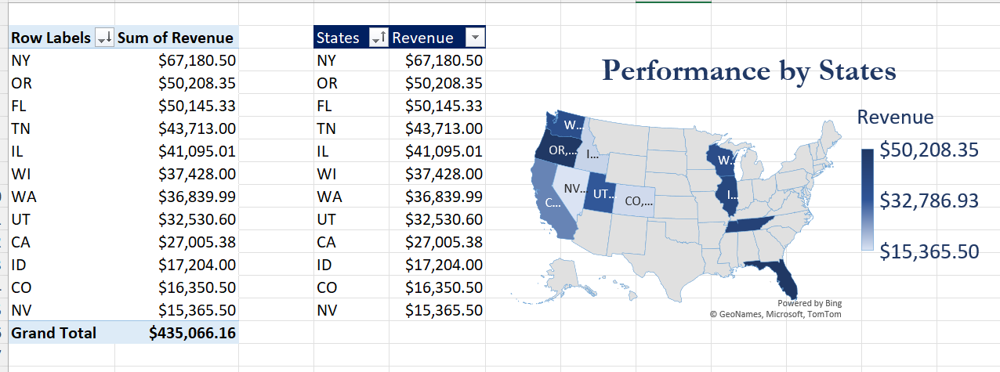 Row Labels Sum of Revenue States Revenue
NY $67,180.50 NY $67,180.50
OR $50,208.35 OR $50,208.35
FL $50,145.33 FL $50,145.33
TN $43,713.00 TN $43,713.00
IL $41,095.01 IL $41,095.01
WI $37,428.00 WI $37,428.00
WA $36,839.99 WA $36,839.99
UT $32,530.60 UT $32,530.60
CA $27,005.38 CA $27,005.38
ID $17,204.00 ID $17,204.00
CO $16,350.50 CO $16,350.50
NV $15,365.50 NV $15,365.50
Grand Total $435,066.16
Performance by States
W...
OR,...
I...
W...
NV...
UT...
CO,...
C...
I...
Revenue
$50,208.35
$32,786.93
$15,365.50
Powered by Bing
© GeoNames, Microsoft, TomTom